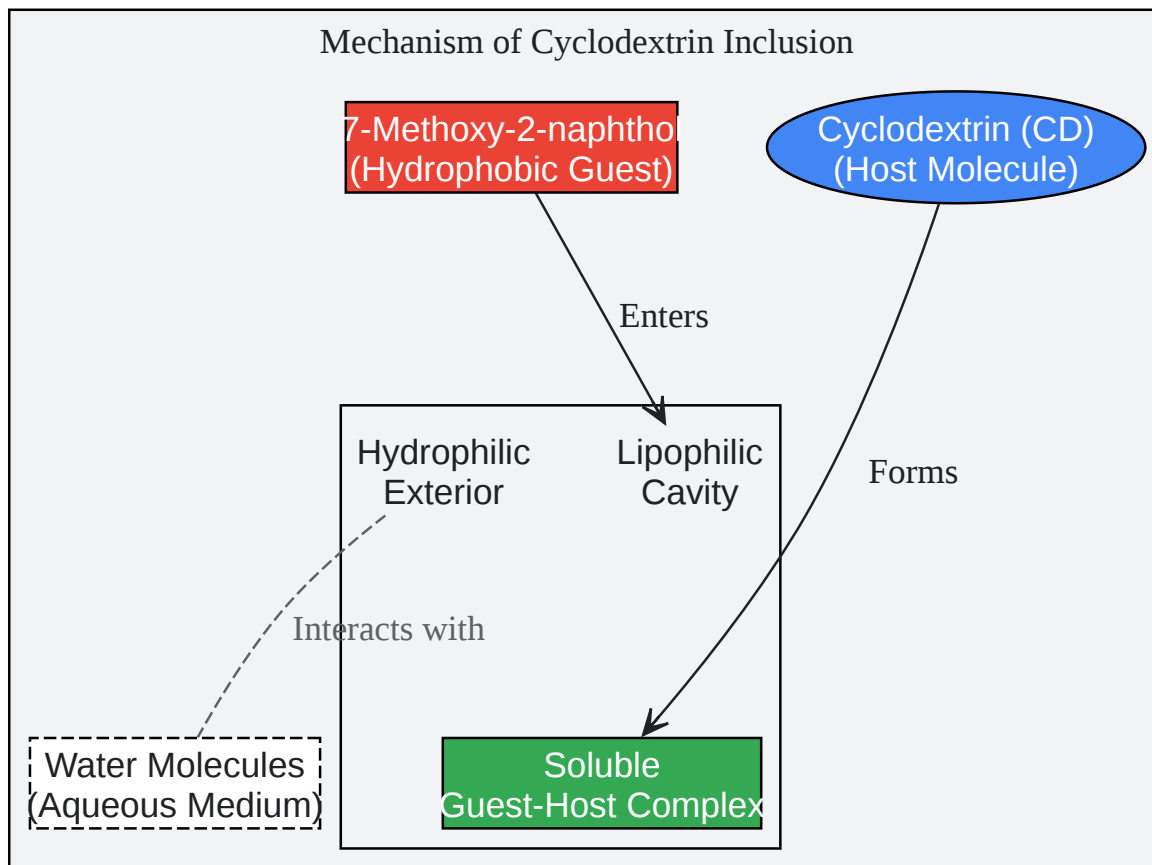 Mechanism of Cyclodextrin Inclusion
7-Methoxy-2-naphthol
(Hydrophobic Guest)
Cyclodextrin (CD)
(Host Molecule)
Enters
Hydrophilic
Exterior
Lipophilic
Cavity
Forms
Interacts with
Water Molecules
(Aqueous Medium)
Soluble
Guest-Host Complex